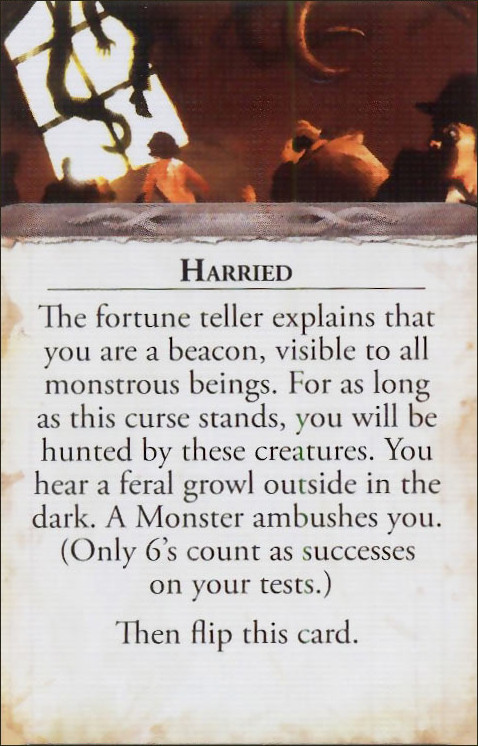 HARRIED
The fortune teller explains that
you are a beacon, visible to all
monstrous beings. For as long
as this curse stands, you will be
hunted by these creatures. You
hear a feral growl outside in the
dark. A Monster ambushes you.
(Only 6’s count as successes
on your tests.)
Then flip this card.